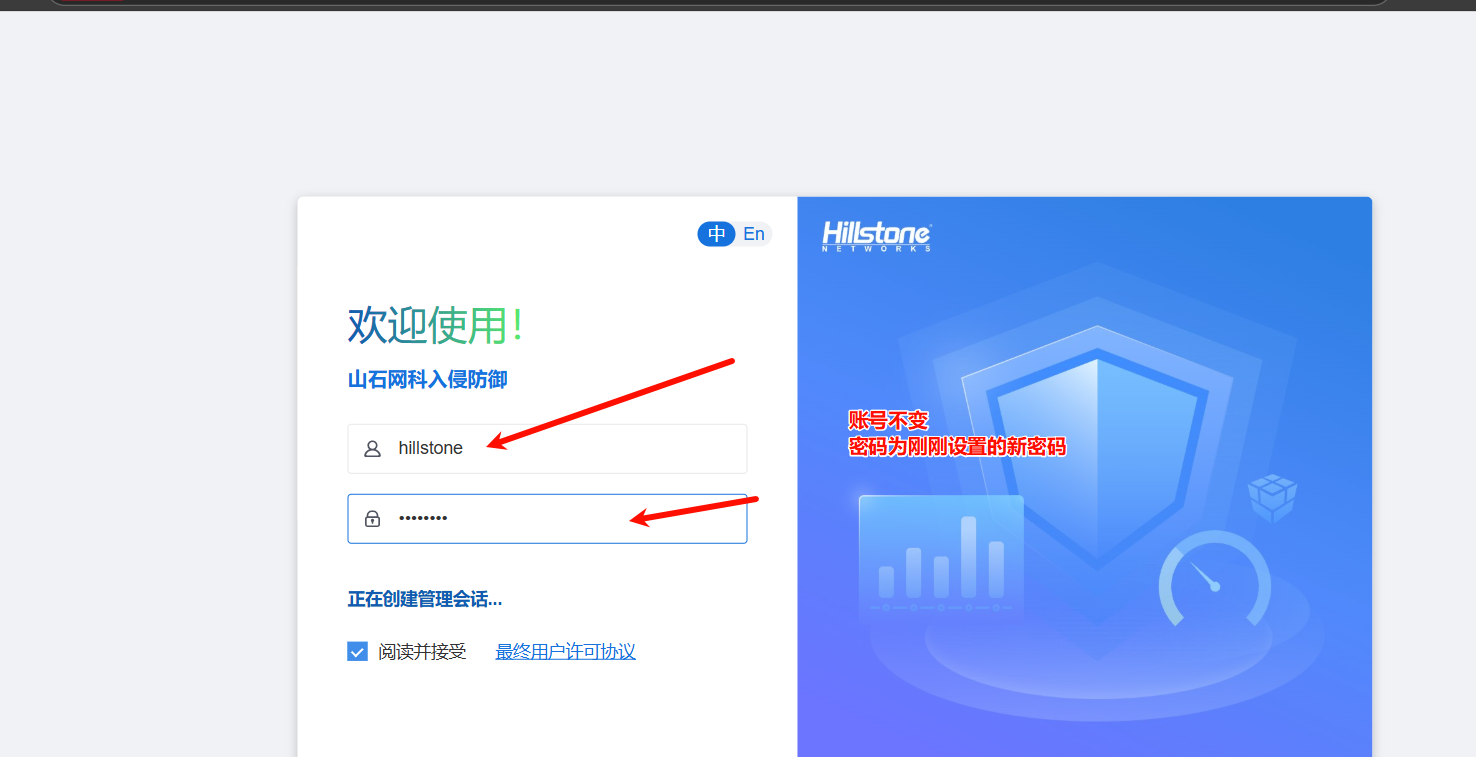 中 En
Hillstone
NETWORKS
欢迎使用!
山石网科入侵防御
账号不变
密码为刚刚设置的新密码
hillstone
••••••••
正在创建管理会话...
阅读并接受 最终用户许可协议